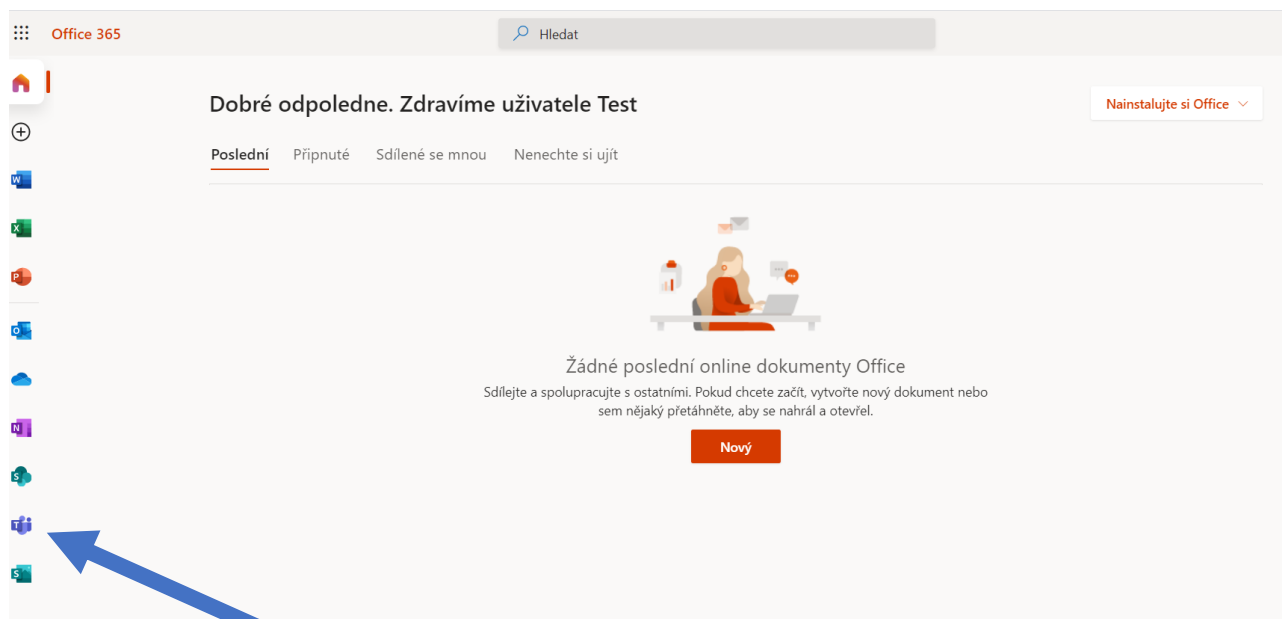 Office 365
Hledat
Dobré odpoledne. Zdravíme uživatele Test
Nainstalujte si Office
Poslední Připnuté Sdílené se mnou Nenechte si ujít
Žádné poslední online dokumenty Office
Sdílejte a spolupracujte s ostatními. Pokud chcete začít, vytvořte nový dokument nebo
sem nějaký přetáhněte, aby se nahrál a otevřel.
Nový
W
X
P
O
N
S
T
S